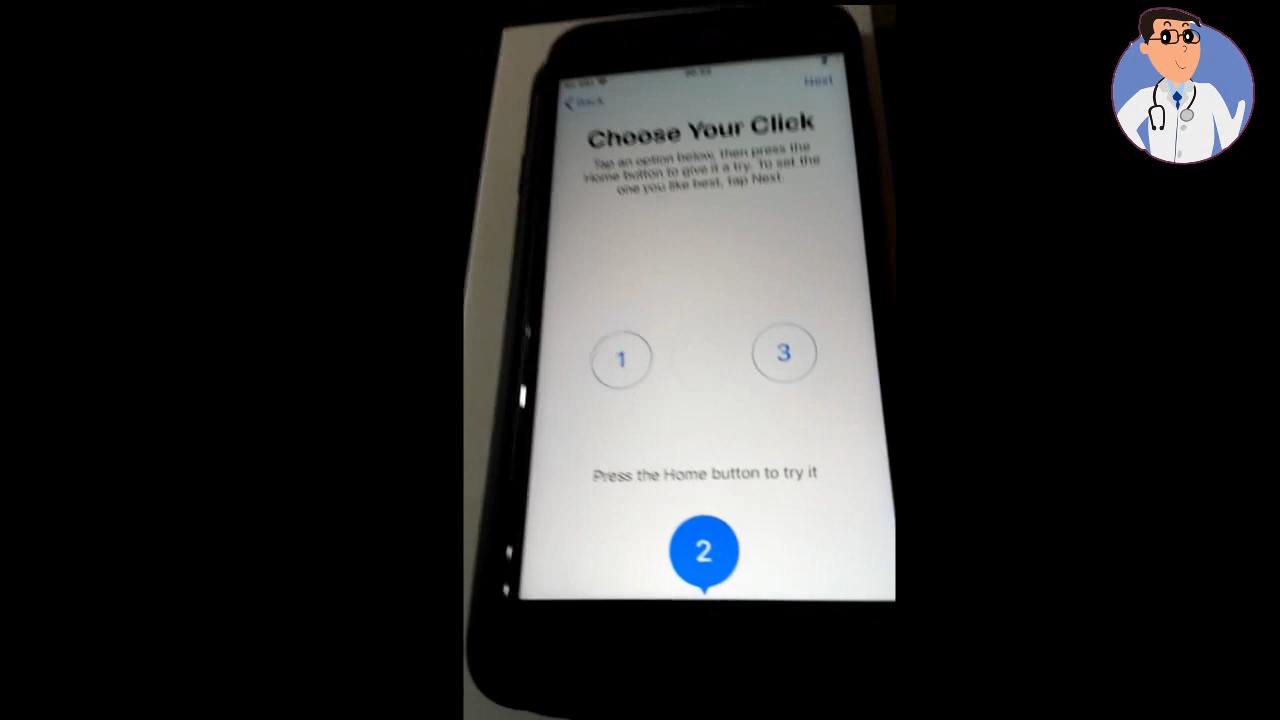 Back
Next
Choose Your Click
Tap an option below, then press the
Home button to give it a try. To set the
one you like best, tap Next.
1
3
Press the Home button to try it
2